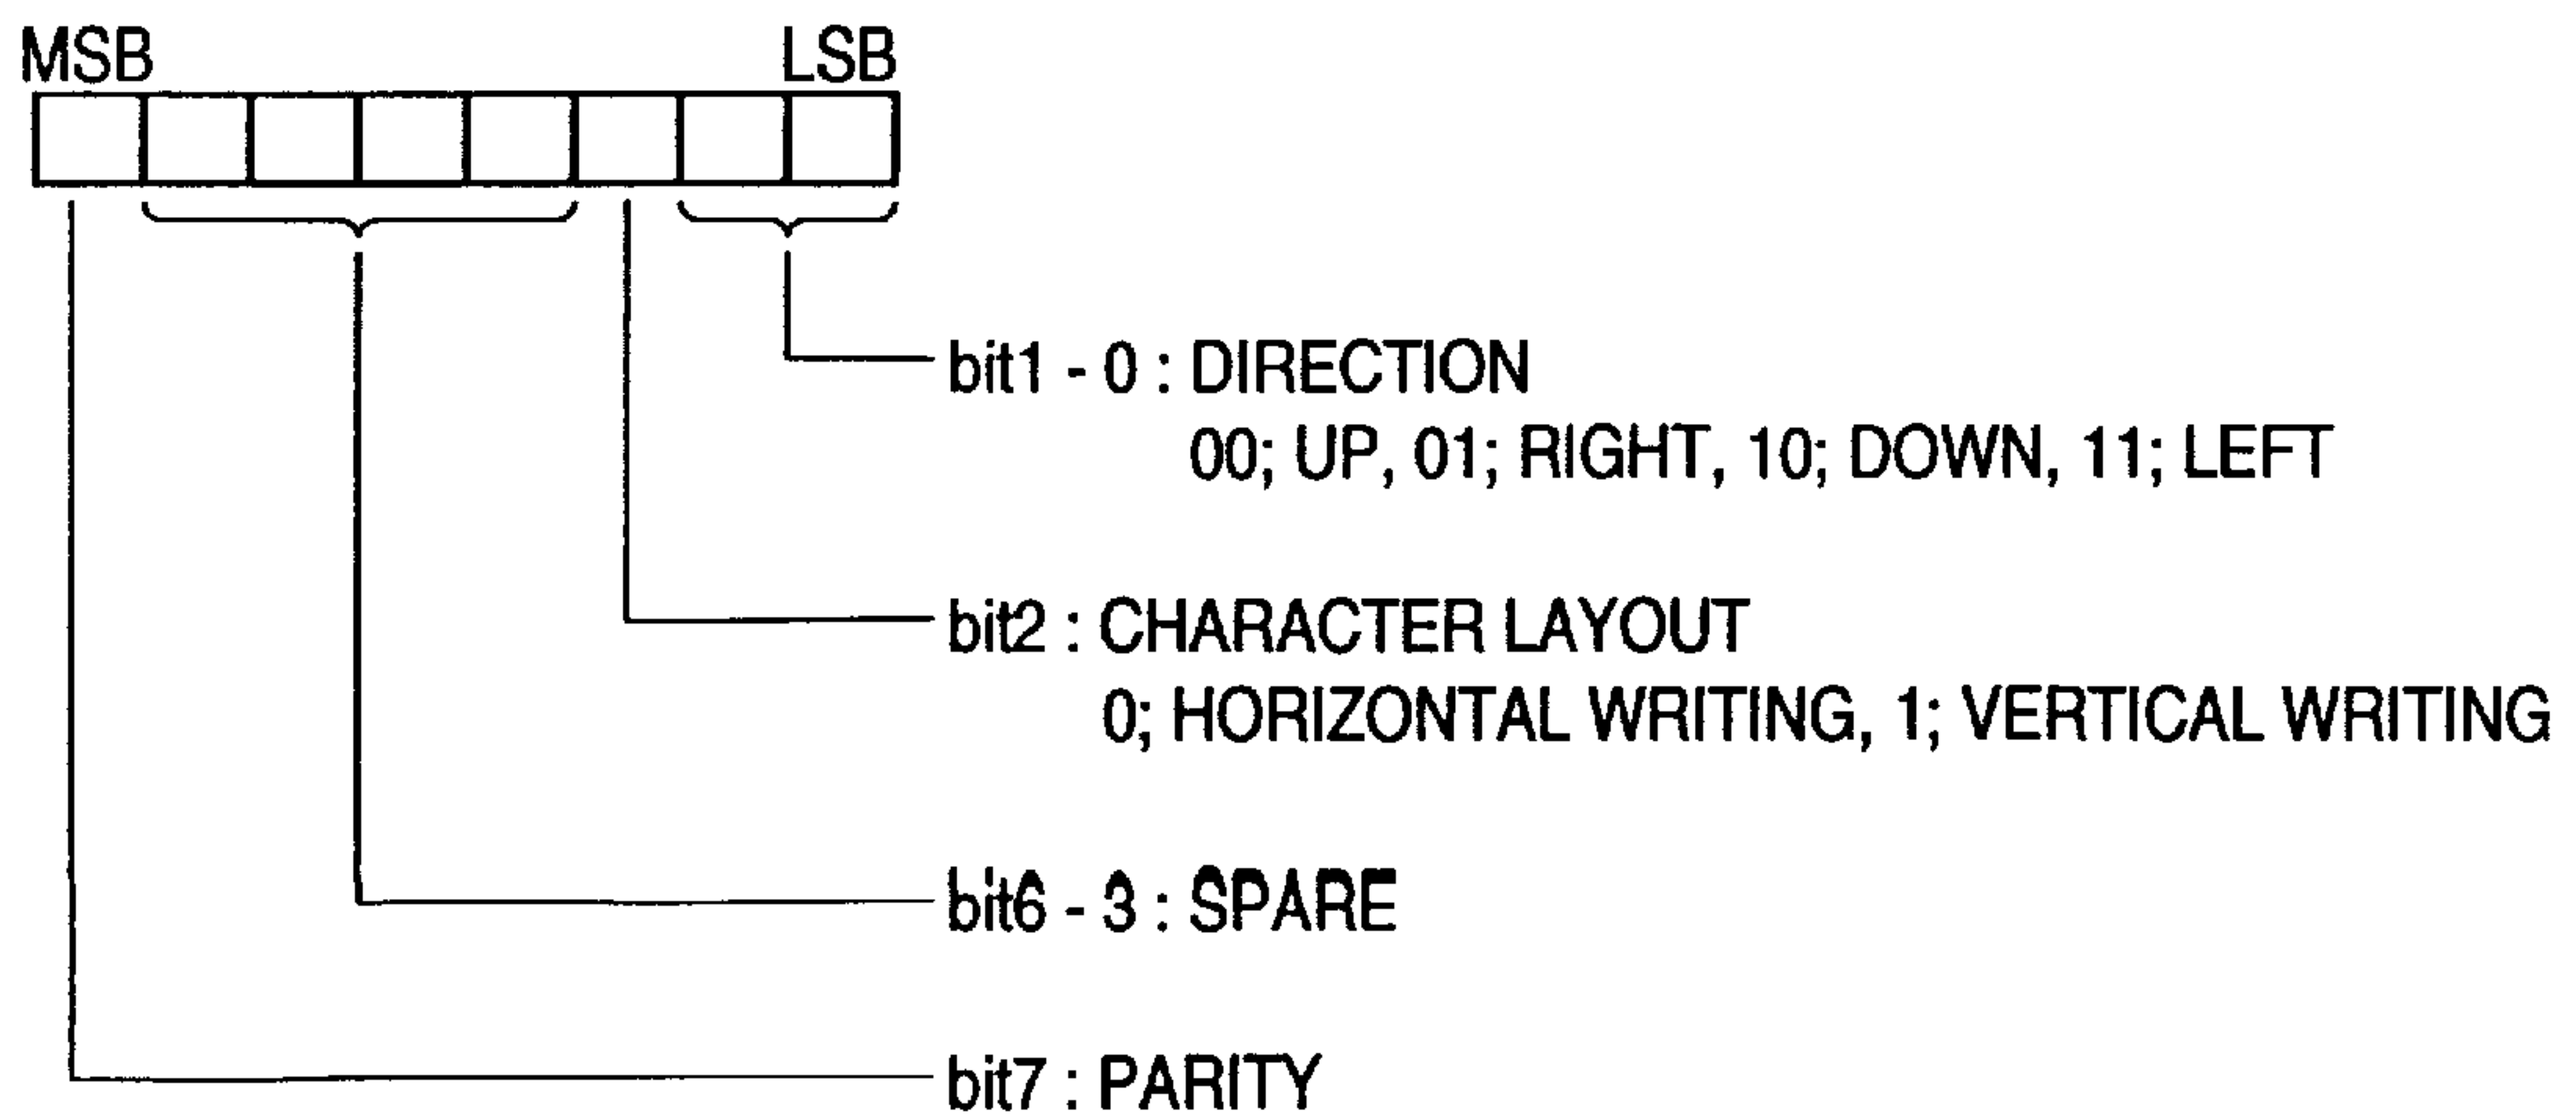 MSB LSB
bit1 - 0 : DIRECTION
00; UP, 01; RIGHT, 10; DOWN, 11; LEFT
bit2 : CHARACTER LAYOUT
0; HORIZONTAL WRITING, 1; VERTICAL WRITING
bit6 - 3 : SPARE
bit7 : PARITY